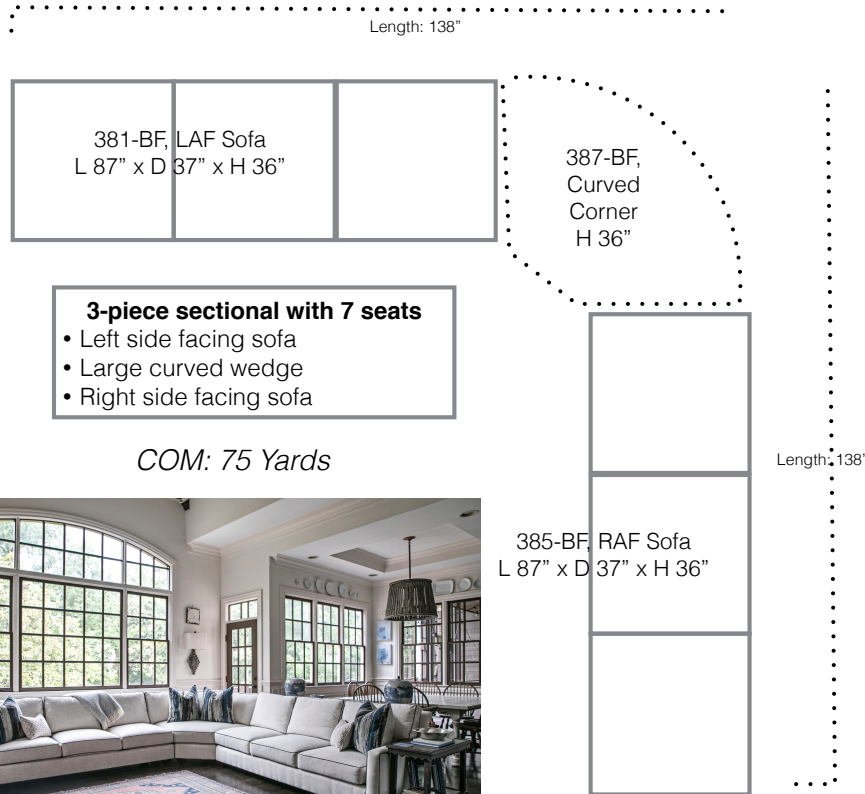 Length: 138”
381-BF, LAF Sofa
L 87” x D 37” x H 36”
387-BF,
Curved
Corner
H 36”
3-piece sectional with 7 seats
• Left side facing sofa
• Large curved wedge
• Right side facing sofa
COM: 75 Yards
Length: 138”
385-BF, RAF Sofa
L 87” x D 37” x H 36”